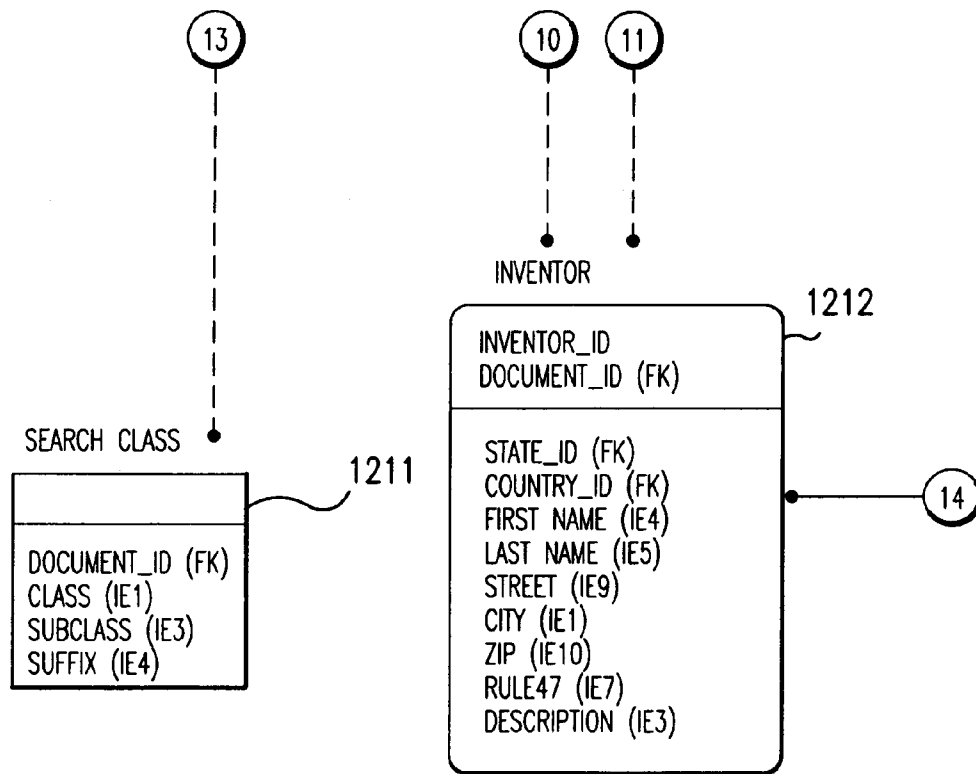 13
10
11
INVENTOR
1212
INVENTOR_ID
DOCUMENT_ID (FK)
SEARCH CLASS
1211
STATE_ID (FK)
COUNTRY_ID (FK)
FIRST NAME (IE4)
LAST NAME (IE5)
STREET (IE9)
CITY (IE1)
ZIP (IE10)
RULE47 (IE7)
DESCRIPTION (IE3)
14
DOCUMENT_ID (FK)
CLASS (IE1)
SUBCLASS (IE3)
SUFFIX (IE4)